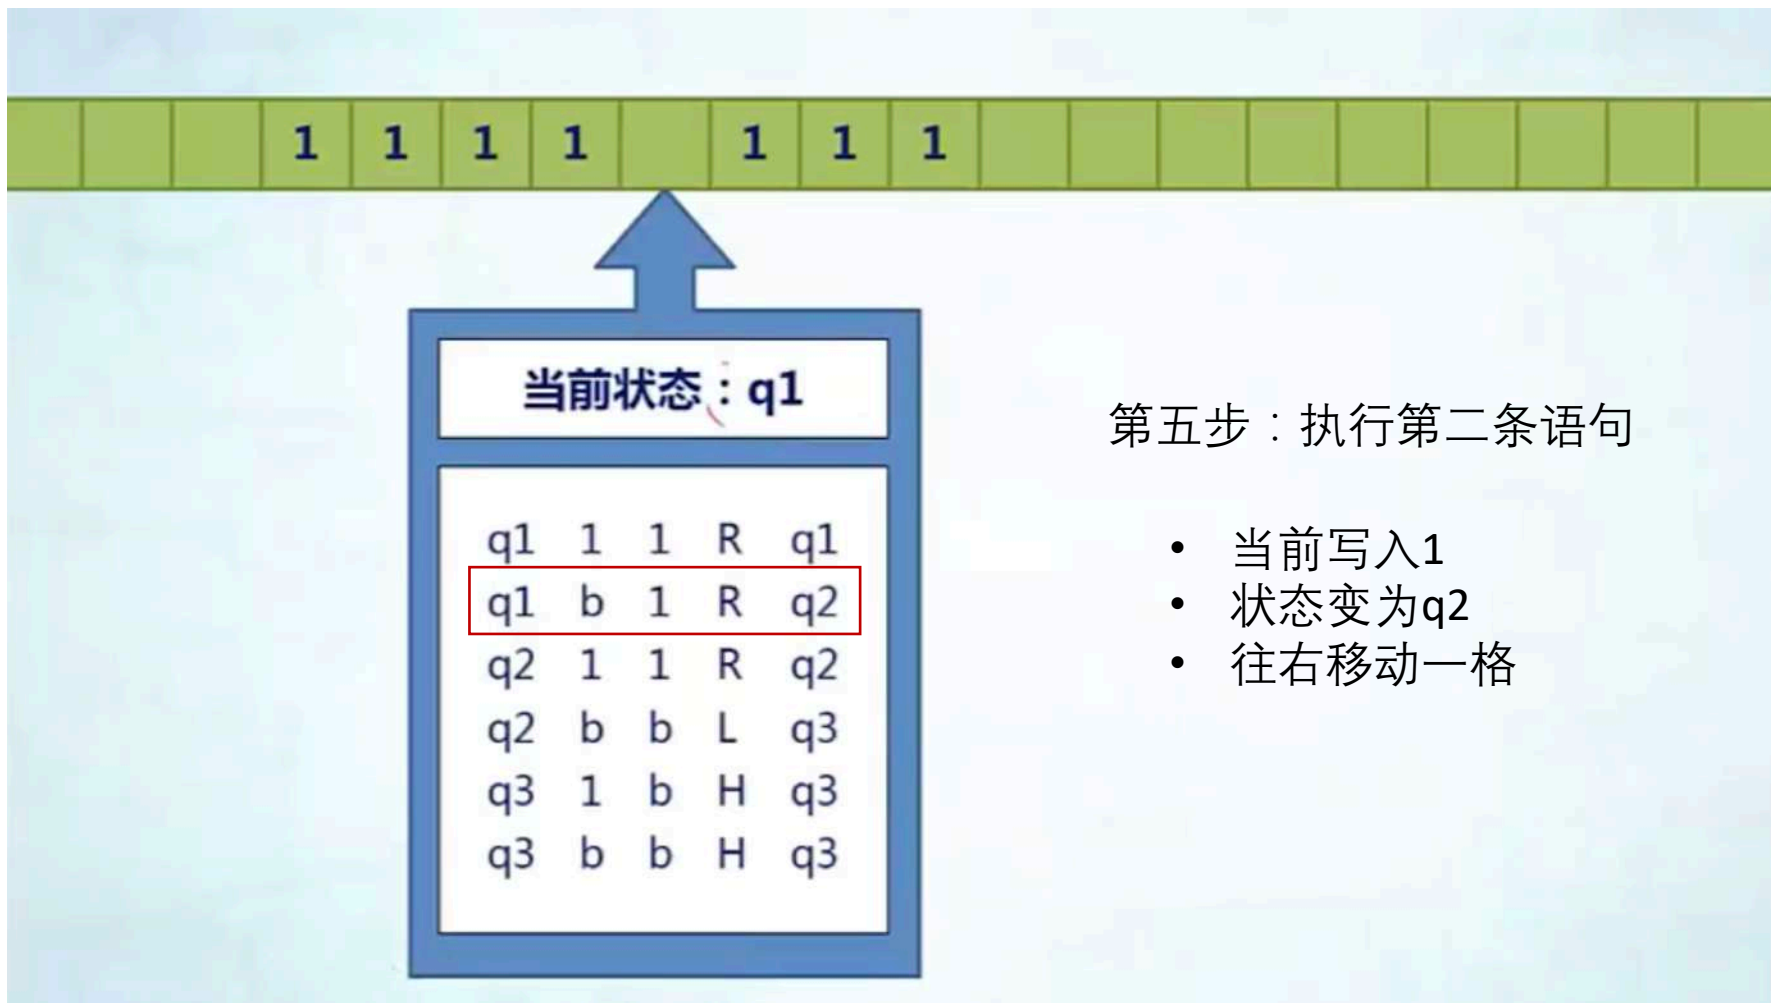 1 1 1 1 1 1 1
当前状态：q1
q1 1 1 R q1
q1 b 1 R q2
q2 1 1 R q2
q2 b b L q3
q3 1 b H q3
q3 b b H q3
第五步：执行第二条语句
• 当前写入1
• 状态变为q2
• 往右移动一格